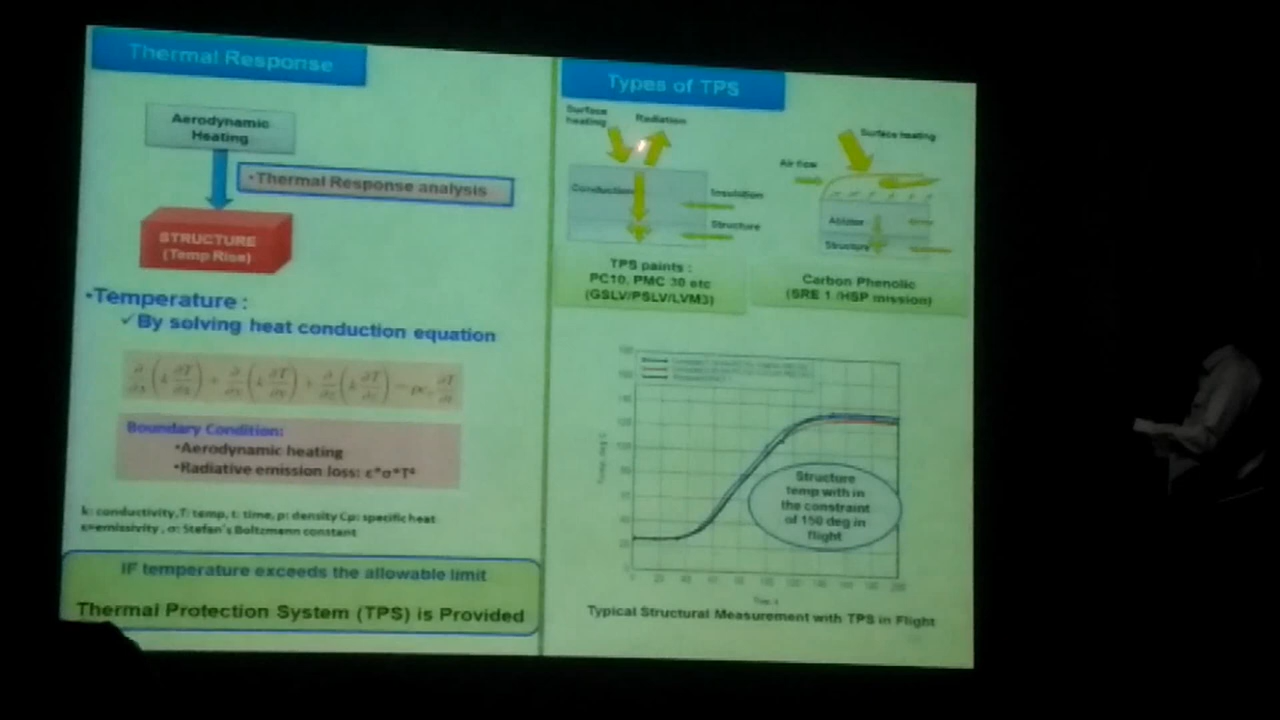 Thermal Response
Aerodynamic
Heating
•Thermal Response analysis
STRUCTURE
(Temp Rise)
•Temperature :
✓By solving heat conduction equation
Boundary Condition:
•Aerodynamic heating
•Radiative emission loss: ε*σ*T⁴
k: conductivity, T: temp, t: time, ρ: density Cp: specific heat
ε=emissivity , σ: Stefan's Boltzmann constant
IF temperature exceeds the allowable limit
Thermal Protection System (TPS) is Provided
Types of TPS
Surface
heating
Radiation
Conduction
Insulation
Structure
TPS paints :
PC10, PMC 30 etc
(GSLV/PSLV/LVM3)
Surface heating
Air flow
Ablator
Structure
Carbon Phenolic
(SRE 1 /HSP mission)
Structure
temp with in
the constraint
of 150 deg in
flight
Typical Structural Measurement with TPS in Flight